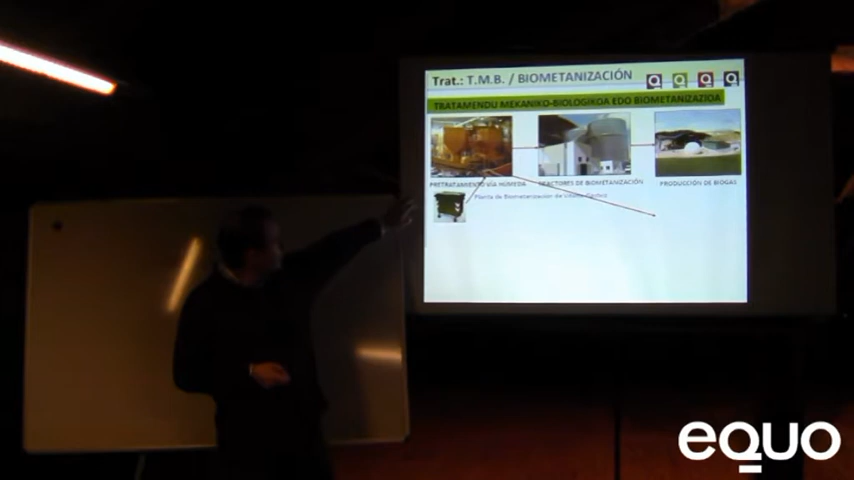 Trat.: T.M.B. / BIOMETANIZACIÓN
TRATAMENDU MEKANIKO-BIOLOGIKOA EDO BIOMETANIZAZIOA
PRETRATAMIENTO VÍA HÚMEDA
REACTORES DE BIOMETANIZACIÓN
PRODUCCIÓN DE BIOGAS
Planta de Biometanización de
equo